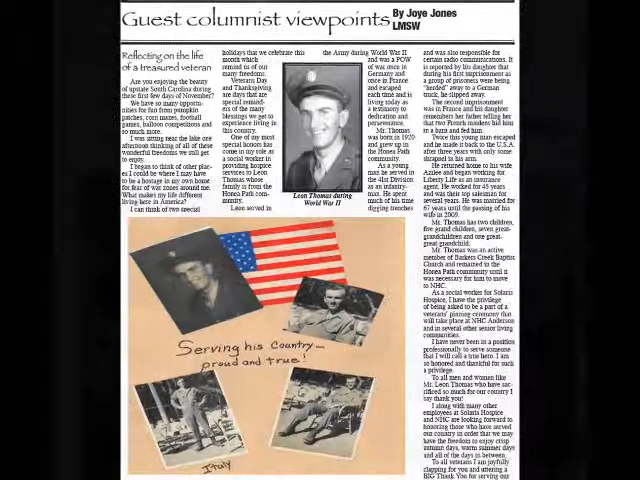 Guest columnist viewpoints
By Joye Jones
LMSW
Reflecting on the life
of a treasured veteran
Are you enjoying the beauty
of upstate South Carolina during
these first few days of November?
We have so many opportu-
nities for fun from pumpkin
patches, corn mazes, football
games, balloon competitions and
so much more.
I was sitting near the lake one
afternoon thinking of all of these
wonderful freedoms we still get
to enjoy.
I began to think of other plac-
es I could be where I may have
to be a hostage in my own home
for fear of war zones around me.
What makes my life different
living here in America?
I can think of two special
holidays that we celebrate this
month which
remind us of our
many freedoms.
Veterans Day
and Thanksgiving
are days that are
special remind-
ers of the many
blessings we get to
experience living in
this country.
One of my most
special honors has
come in my role as
a social worker in
providing hospice
services to Leon
Thomas whose
family is from the
Honea Path com-
munity.
Leon served in
Leon Thomas during
World War II
the Army during World War II
and was a POW
of war once in
Germany and
once in France
and escaped
each time and is
living today as
a testimony to
dedication and
perseverance.
Mr. Thomas
was born in 1920
and grew up in
the Honea Path
community.
As a young
man he served in
the 41st Division
as an infantry-
man. He spent
much of his time
digging trenches
and was also responsible for
certain radio communications. It
is reported by his daughter that
during his first imprisonment as
a group of prisoners were being
"herded" away to a German
truck, he slipped away.
The second imprisonment
was in France and his daughter
remembers her father telling her
that two French maidens hid him
in a barn and fed him.
Twice this young man escaped
and he made it back to the U.S.A.
after three years with only some
shrapnel in his arm.
He returned home to his wife
Azilee and began working for
Liberty Life as an insurance
agent. He worked for 45 years
and was their top salesman for
several years. He was married for
67 years until the passing of his
wife in 2009.
Mr. Thomas has two children,
five grand children, seven great-
grandchildren and one great-
great grandchild.
Mr. Thomas was an active
member of Barkers Creek Baptist
Church and remained in the
Honea Path community until it
was necessary for him to move
to NHC.
As a social worker for Solaris
Hospice, I have the privilege
of being asked to be a part of a
veterans' pinning ceremony that
will take place at NHC Anderson
and in several other senior living
communities.
I have never been in a position
professionally to serve someone
that I will call a true hero. I am
so honored and thankful for such
a privilege.
To all men and women like
Mr. Leon Thomas who have sac-
rificed so much for our country I
say thank you!
I along with many other
employees at Solaris Hospice
and NHC are looking forward to
honoring those who have served
our country in order that we may
have the freedom to enjoy crisp
autumn days, warm summer days
and all of the days in between.
To all veterans I am joyfully
clapping for you and uttering a
BIG Thank You for serving our
Serving his Country—
proud and true!
Italy